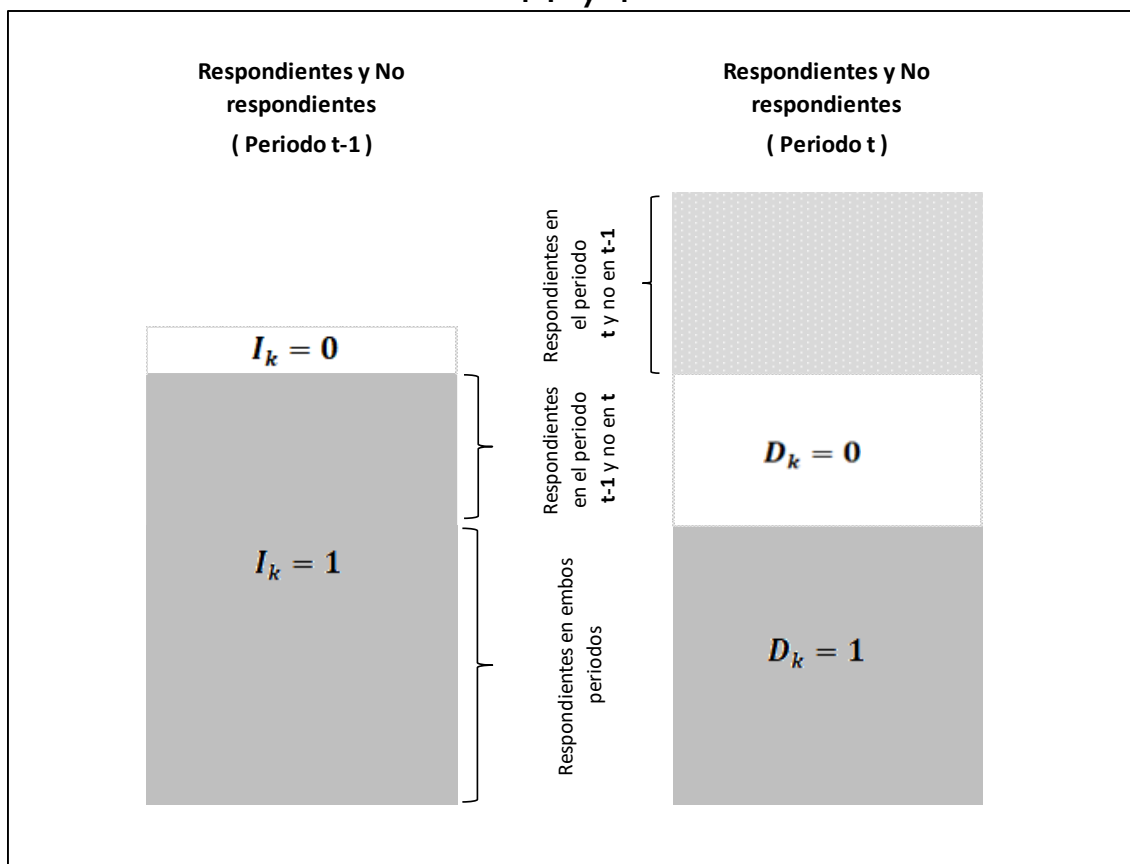 Respondientes y No
respondientes
( Periodo t-1 )
Respondientes y No
respondientes
( Periodo t )
Respondientes en
el periodo
t y no en t-1
I_k = 0
Respondientes
en el periodo
t-1 y no en t
D_k = 0
I_k = 1
Respondientes en embos
periodos
D_k = 1